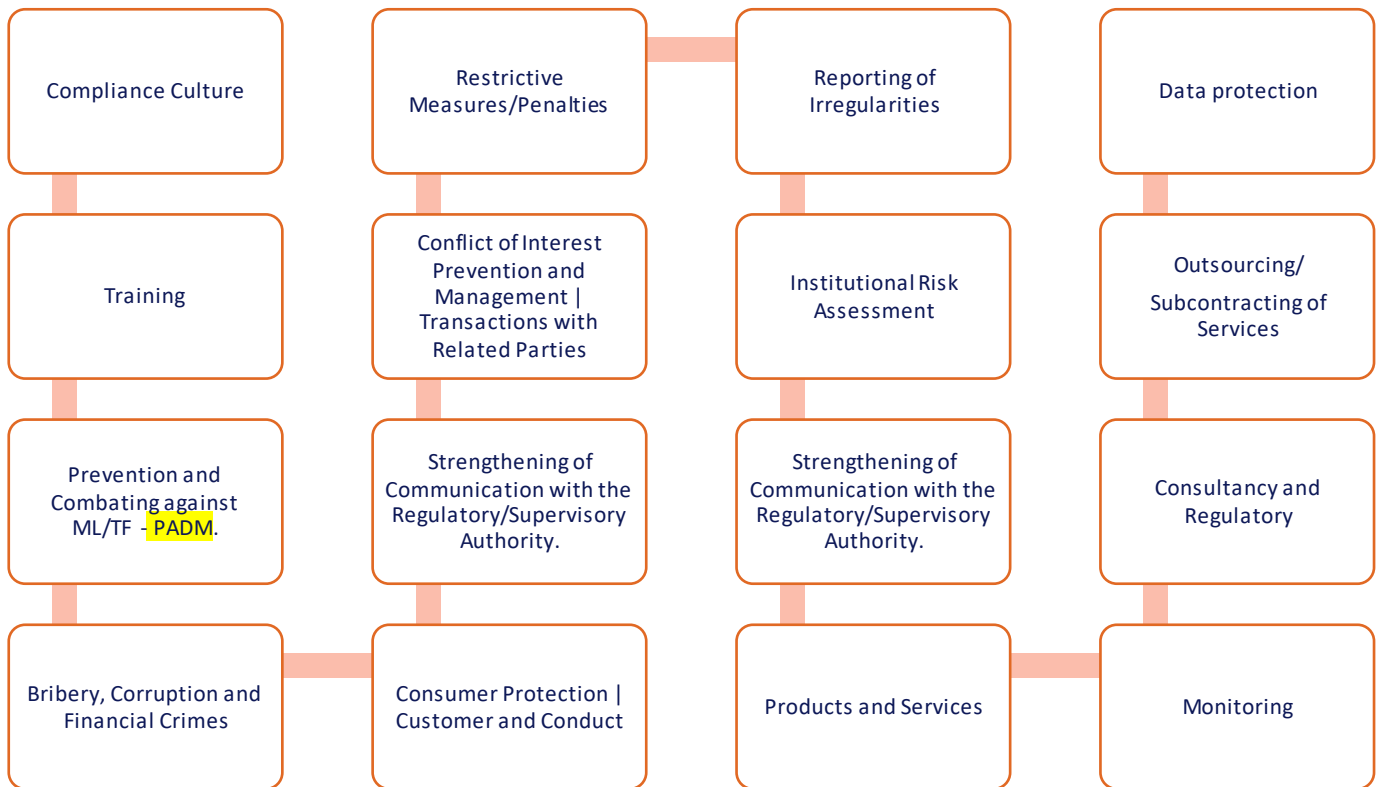 Compliance Culture
Training
Prevention and
Combating against
ML/TF - PADM.
Bribery, Corruption and
Financial Crimes
Consumer Protection |
Customer and Conduct
Strengthening of
Communication with the
Regulatory/Supervisory
Authority.
Conflict of Interest
Prevention and
Management |
Transactions with
Related Parties
Restrictive
Measures/Penalties
Reporting of
Irregularities
Institutional Risk
Assessment
Strengthening of
Communication with the
Regulatory/Supervisory
Authority.
Products and Services
Monitoring
Consultancy and
Regulatory
Outsourcing/
Subcontracting of
Services
Data protection